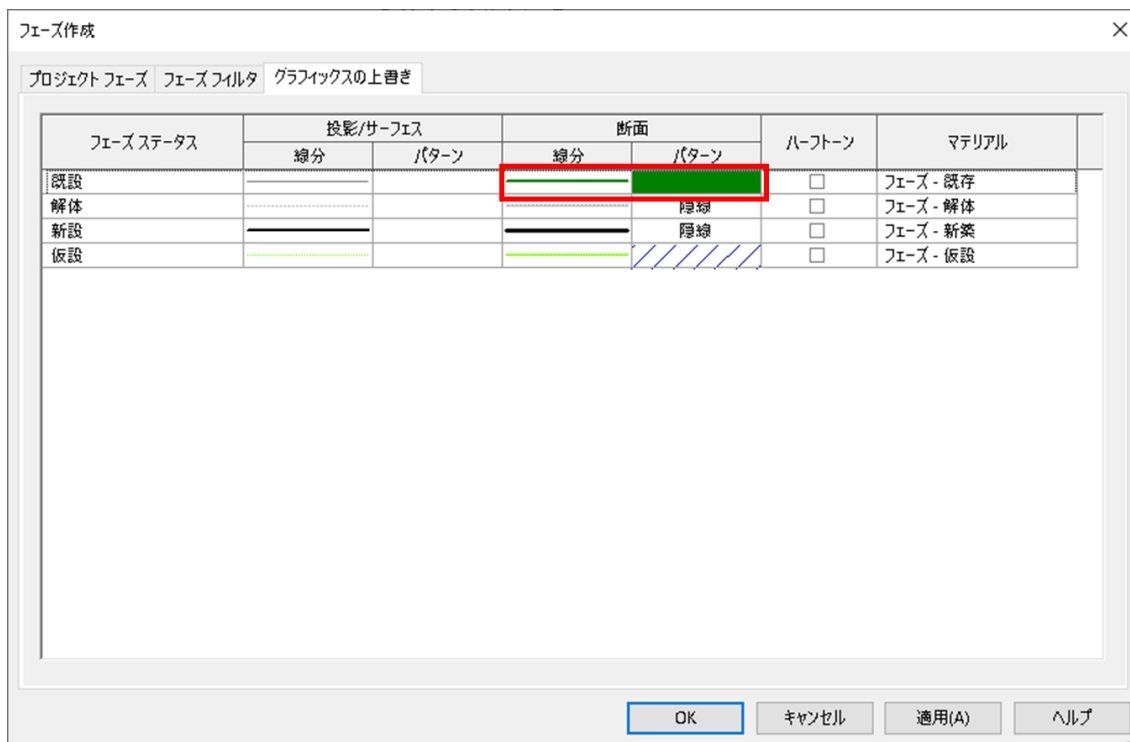 フェーズ作成
プロジェクト フェーズ フェーズ フィルタ グラフィックスの上書き
フェーズ ステータス 投影/サーフェス 断面 ハーフトーン マテリアル
線分 パターン 線分 パターン
既設 フェーズ - 既存
解体 隠線 フェーズ - 解体
新設 隠線 フェーズ - 新築
仮設 フェーズ - 仮設
OK キャンセル 適用(A) ヘルプ